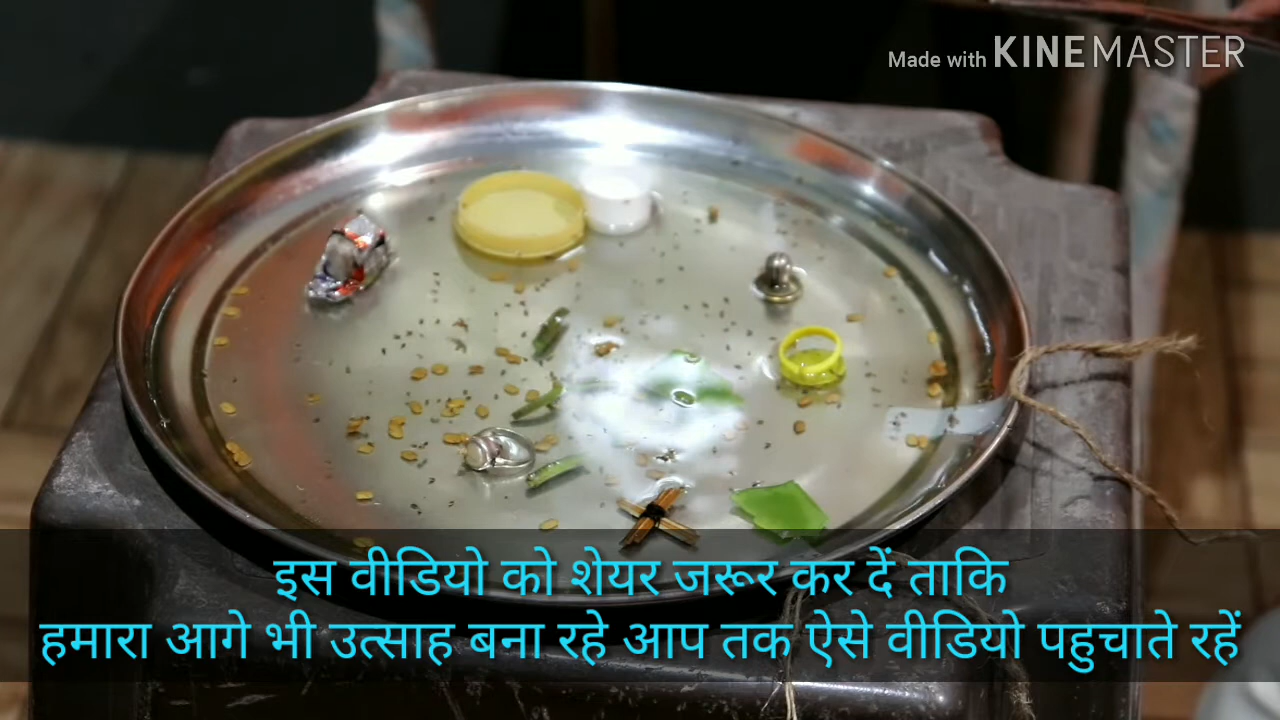 Made with KINEMASTER
इस वीडियो को शेयर जरूर कर दें ताकि
हमारा आगे भी उत्साह बना रहे आप तक ऐसे वीडियो पहुचाते रहें